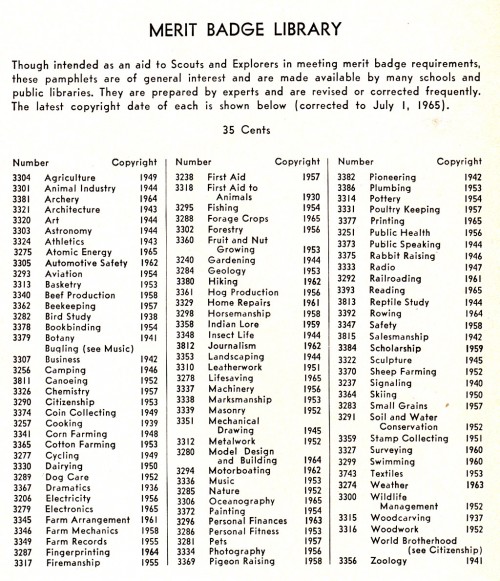 MERIT BADGE LIBRARY
Though intended as an aid to Scouts and Explorers in meeting merit badge requirements,
these pamphlets are of general interest and are made available by many schools and
public libraries. They are prepared by experts and are revised or corrected frequently.
The latest copyright date of each is shown below (corrected to July 1, 1965).
35 Cents
Number Copyright
3304 Agriculture 1949
3301 Animal Industry 1944
3381 Archery 1964
3321 Architecture 1943
3320 Art 1944
3303 Astronomy 1944
3324 Athletics 1943
3275 Atomic Energy 1965
3305 Automotive Safety 1962
3293 Aviation 1954
3313 Basketry 1953
3340 Beef Production 1958
3362 Beekeeping 1957
3282 Bird Study 1938
3378 Bookbinding 1954
3379 Botany 1941
Bugling (see Music)
3307 Business 1942
3256 Camping 1946
3811 Canoeing 1952
3326 Chemistry 1957
3290 Citizenship 1953
3374 Coin Collecting 1949
3257 Cooking 1939
3341 Corn Farming 1948
3365 Cotton Farming 1953
3277 Cycling 1949
3330 Dairying 1950
3289 Dog Care 1952
3367 Dramatics 1936
3206 Electricity 1956
3279 Electronics 1965
3345 Farm Arrangement 1961
3346 Farm Mechanics 1958
3349 Farm Records 1955
3287 Fingerprinting 1964
3317 Firemanship 1955
Number Copyright
3238 First Aid 1957
3318 First Aid to
Animals 1930
3295 Fishing 1954
3288 Forage Crops 1965
3302 Forestry 1956
3360 Fruit and Nut
Growing 1953
3240 Gardening 1944
3284 Geology 1953
3380 Hiking 1962
3361 Hog Production 1956
3329 Home Repairs 1961
3298 Horsemanship 1958
3358 Indian Lore 1959
3348 Insect Life 1944
3812 Journalism 1962
3353 Landscaping 1944
3310 Leatherwork 1951
3278 Lifesaving 1965
3337 Machinery 1956
3338 Marksmanship 1953
3339 Masonry 1952
3351 Mechanical
Drawing 1945
3312 Metalwork 1952
3280 Model Design
and Building 1964
3294 Motorboating 1962
3336 Music 1953
3285 Nature 1952
3306 Oceanography 1965
3372 Painting 1954
3296 Personal Finances 1963
3286 Personal Fitness 1953
3281 Pets 1957
3334 Photography 1956
3369 Pigeon Raising 1958
Number Copyright
3382 Pioneering 1942
3386 Plumbing 1953
3314 Pottery 1954
3331 Poultry Keeping 1957
3377 Printing 1965
3251 Public Health 1956
3373 Public Speaking 1944
3375 Rabbit Raising 1946
3333 Radio 1947
3292 Railroading 1961
3393 Reading 1965
3813 Reptile Study 1944
3392 Rowing 1964
3347 Safety 1958
3815 Salesmanship 1942
3384 Scholarship 1959
3322 Sculpture 1945
3370 Sheep Farming 1952
3237 Signaling 1940
3364 Skiing 1950
3283 Small Grains 1957
3291 Soil and Water
Conservation 1952
3359 Stamp Collecting 1951
3327 Surveying 1960
3299 Swimming 1960
3743 Textiles 1953
3274 Weather 1963
3300 Wildlife
Management 1952
3315 Woodcarving 1937
3316 Woodwork 1952
World Brotherhood
(see Citizenship)
3356 Zoology 1941